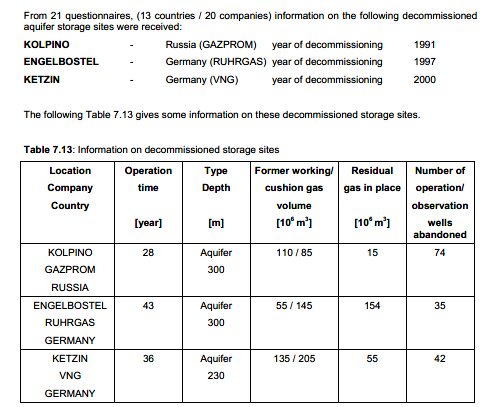 From 21 questionnaires, (13 countries / 20 companies) information on the following decommissioned
aquifer storage sites were received:
KOLPINO - Russia (GAZPROM) year of decommissioning 1991
ENGELBOSTEL - Germany (RUHRGAS) year of decommissioning 1997
KETZIN - Germany (VNG) year of decommissioning 2000
The following Table 7.13 gives some information on these decommissioned storage sites.
Table 7.13: Information on decommissioned storage sites
Location Operation Type Former working/ Residual Number of
Company time Depth cushion gas gas in place operation/
Country volume observation
[year] [m] [10⁶ m³] [10⁶ m³] wells
abandoned
KOLPINO 28 Aquifer 110 / 85 15 74
GAZPROM 300
RUSSIA
ENGELBOSTEL 43 Aquifer 55 / 145 154 35
RUHRGAS 300
GERMANY
KETZIN 36 Aquifer 135 / 205 55 42
VNG 230
GERMANY